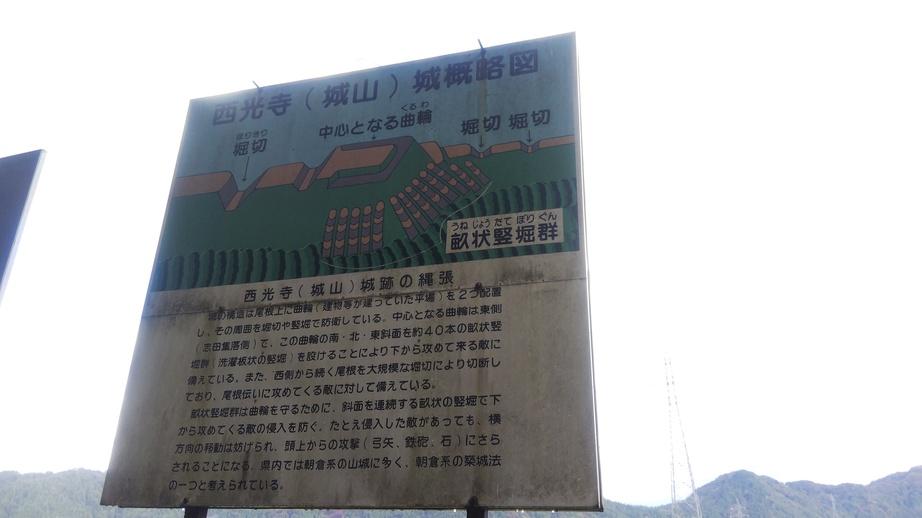 西光寺(城山)城概略図
ほりきり
堀切
くるわ
中心となる曲輪
堀切 堀切
うねじょうたてぼりぐん
畝状竪堀群
西光寺(城山)城跡の縄張
の構造は尾根上に曲輪(建物等が建っていた平場)を2つ配置
し、その周囲を堀切や竪堀で防衛している。中心となる曲輪は東側
(志田集落側)で、この曲輪の南・北・東斜面を約40本の畝状竪
堀群(洗濯板状の竪堀)を設けることにより下から攻めて来る敵に
備えている。また、西側から続く尾根を大規模な堀切により切断し
ており、尾根伝いに攻めてくる敵に対して備えている。
畝状竪堀群は曲輪を守るために、斜面を連続する畝状の竪堀で下
から攻めてくる敵の侵入を防ぐ。たとえ侵入した敵があっても、横
方向の移動は妨げられ、頭上からの攻撃(弓矢、鉄砲、石)にさら
されることになる。県内では朝倉系の山城に多く、朝倉系の築城法
の一つと考えられている。